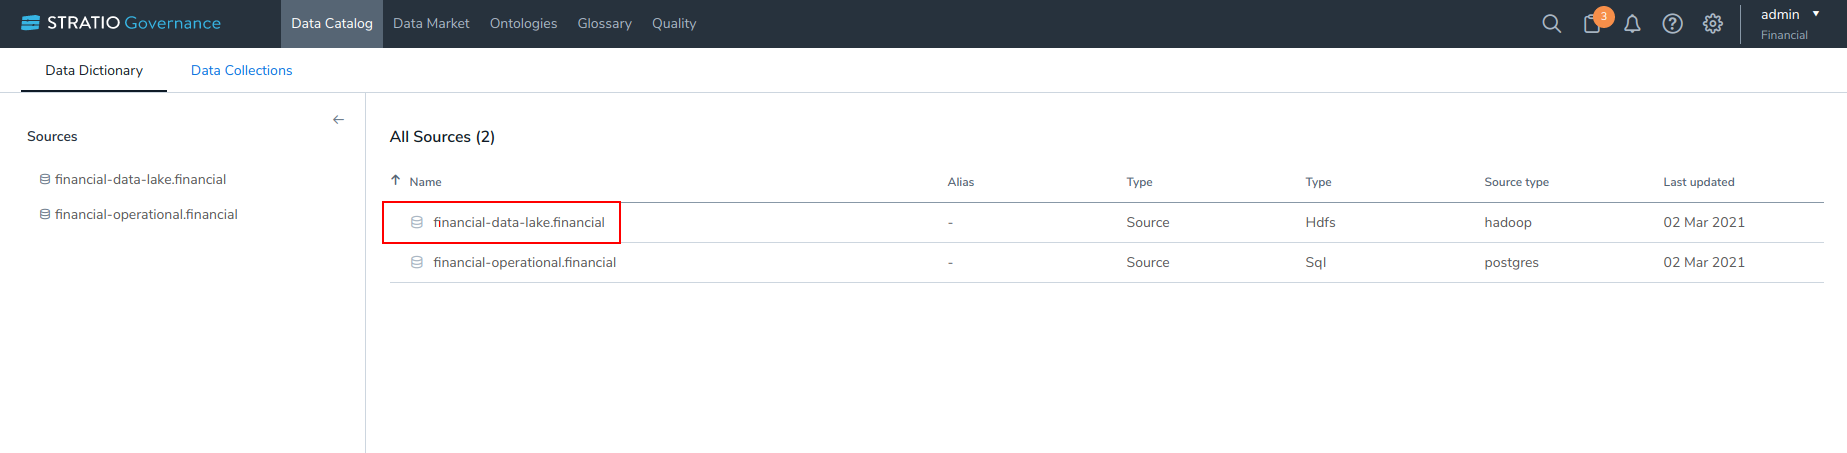 STRATIO Governance Data Catalog Data Market Ontologies Glossary Quality 3 admin
Financial
Data Dictionary Data Collections
Sources
financial-data-lake.financial
financial-operational.financial
All Sources (2)
Name Alias Type Type Source type Last updated
financial-data-lake.financial - Source Hdfs hadoop 02 Mar 2021
financial-operational.financial - Source Sql postgres 02 Mar 2021